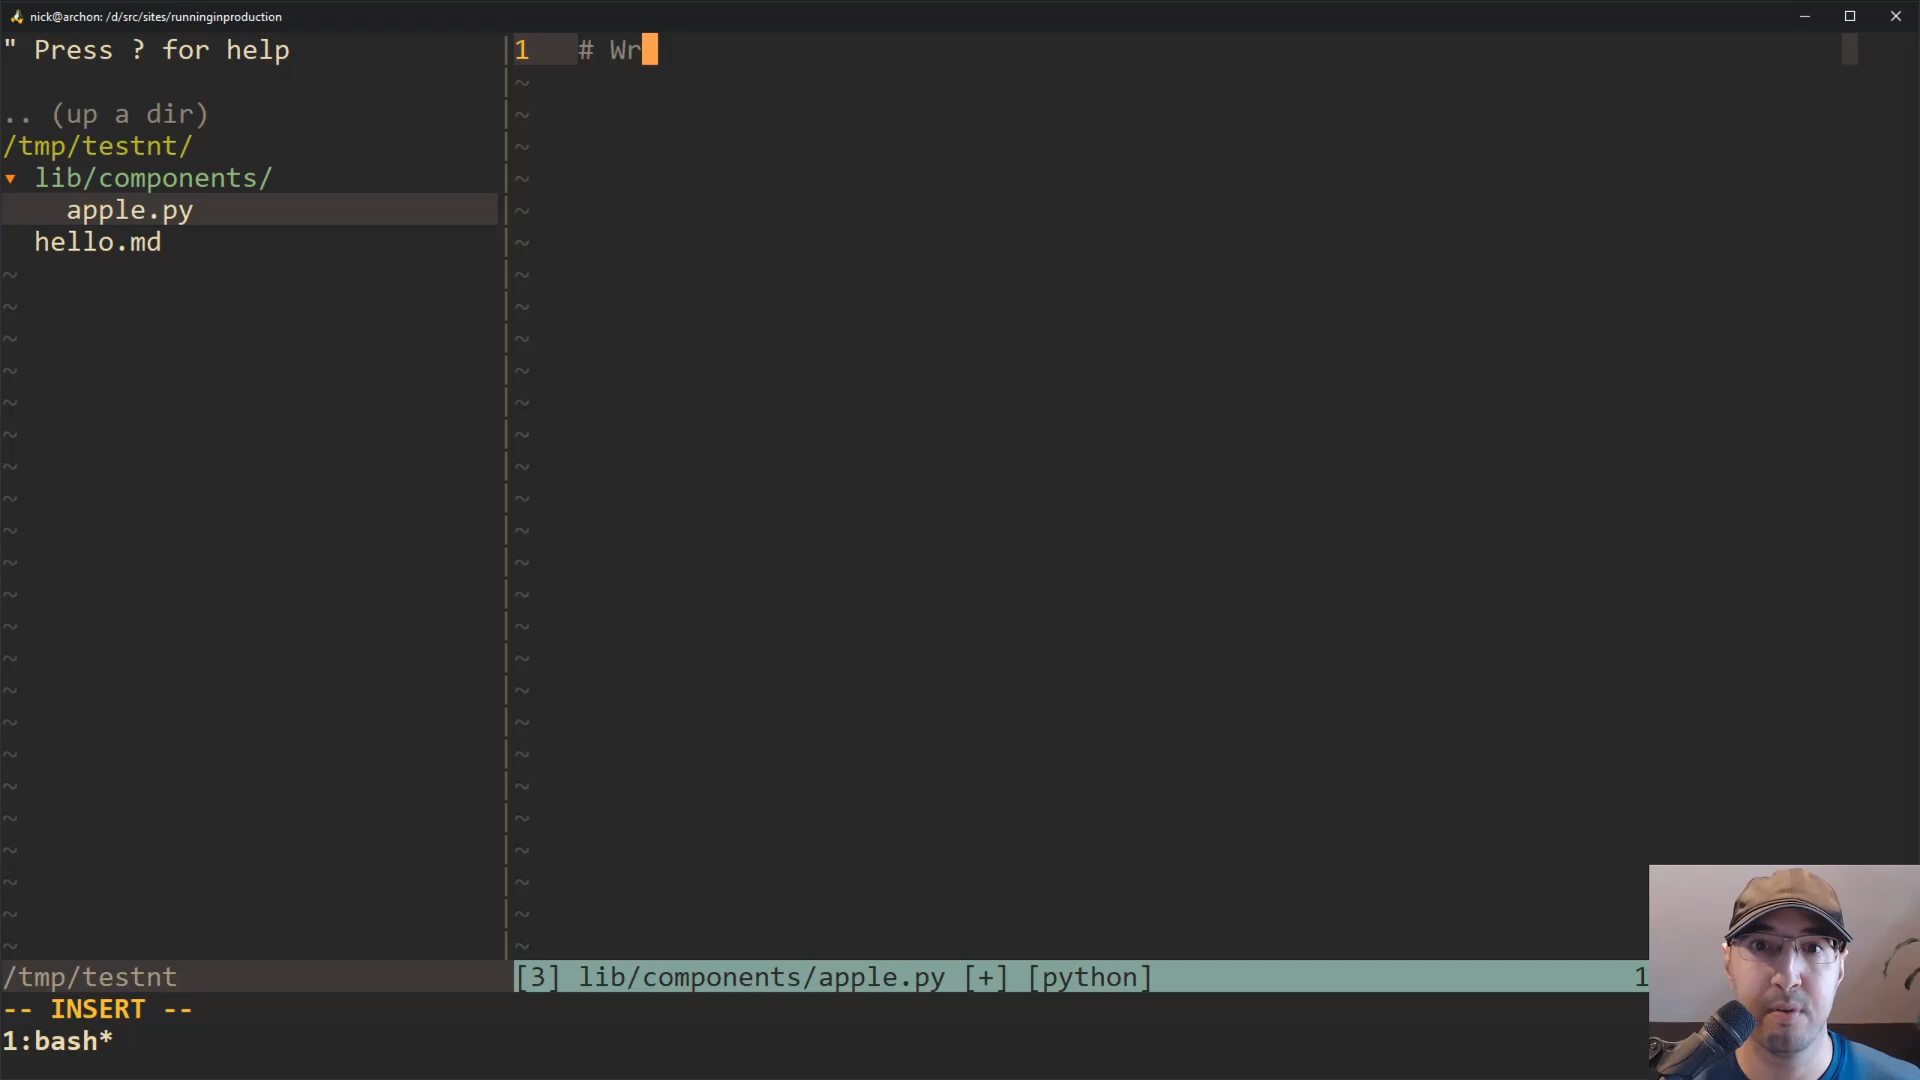 nick@archon: /d/src/sites/runninginproduction
" Press ? for help
.. (up a dir)
/tmp/testnt/
▾ lib/components/
apple.py
hello.md
1 # Wr
/tmp/testnt
[3] lib/components/apple.py [+] [python] 1
-- INSERT --
1:bash*